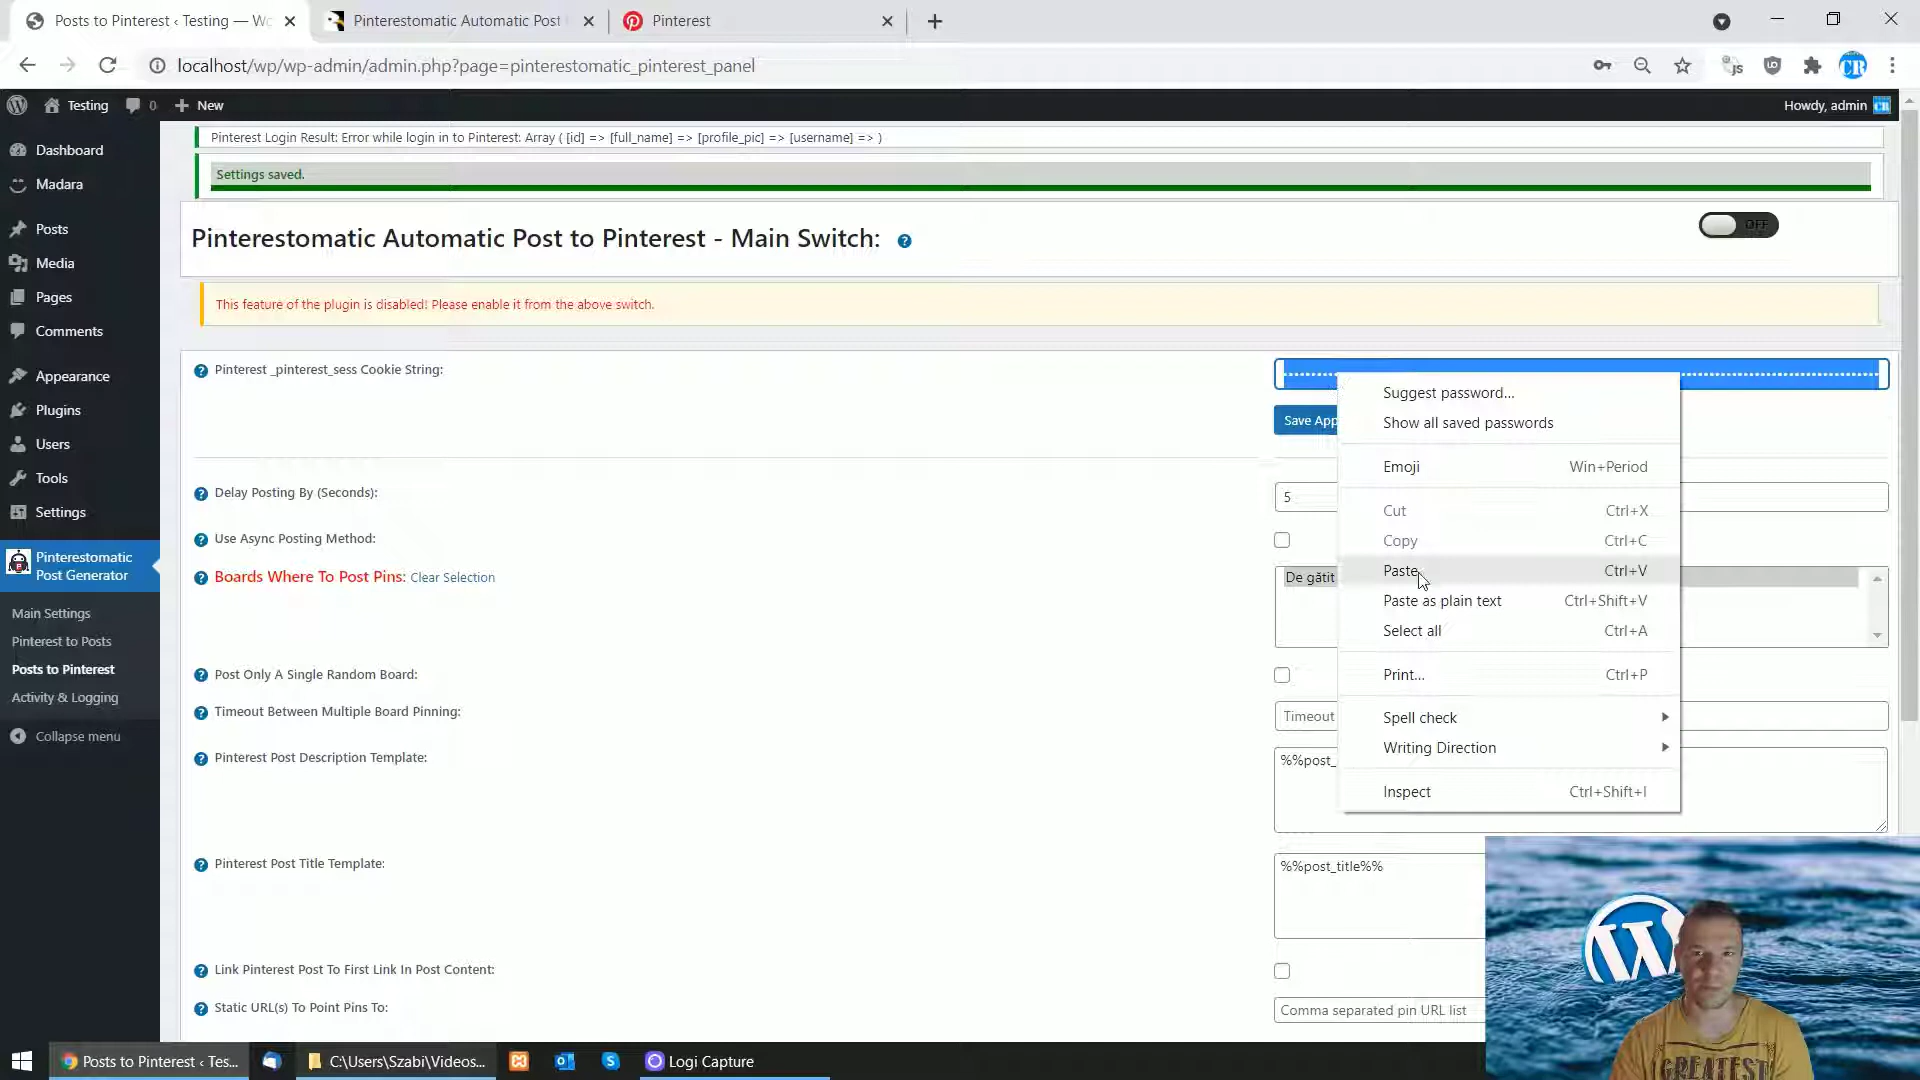 Posts to Pinterest ‹ Testing — Wo
Pinterestomatic Automatic Post
Pinterest
localhost/wp/wp-admin/admin.php?page=pinterestomatic_pinterest_panel
Testing
0
New
Howdy, admin
Pinterest Login Result: Error while login in to Pinterest: Array ( [id] => [full_name] => [profile_pic] => [username] => )
Dashboard
Madara
Settings saved.
Posts
Media
Pages
Comments
Appearance
Plugins
Users
Tools
Settings
Pinterestomatic
Post Generator
Main Settings
Pinterest to Posts
Posts to Pinterest
Activity & Logging
Collapse menu
Pinterestomatic Automatic Post to Pinterest - Main Switch:
OFF
This feature of the plugin is disabled! Please enable it from the above switch.
Pinterest _pinterest_sess Cookie String:
Save App
Delay Posting By (Seconds):
5
Use Async Posting Method:
Boards Where To Post Pins: Clear Selection
De gătit
Post Only A Single Random Board:
Timeout Between Multiple Board Pinning:
Timeout
Pinterest Post Description Template:
%%post_
Pinterest Post Title Template:
%%post_title%%
Link Pinterest Post To First Link In Post Content:
Static URL(s) To Point Pins To:
Comma separated pin URL list
Suggest password...
Show all saved passwords
Emoji Win+Period
Cut Ctrl+X
Copy Ctrl+C
Paste Ctrl+V
Paste as plain text Ctrl+Shift+V
Select all Ctrl+A
Print... Ctrl+P
Spell check
Writing Direction
Inspect Ctrl+Shift+I
GREATEST
Posts to Pinterest ‹ Tes...
C:\Users\Szabi\Videos...
Logi Capture